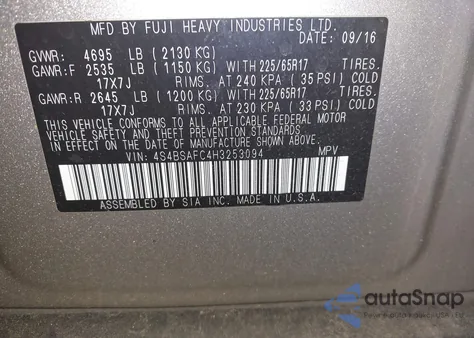 MFD BY FUJI HEAVY INDUSTRIES LTD.
DATE: 09/16
GVWR: 4695 LB (2130 KG)
GAWR:F 2535 LB (1150 KG) WITH 225/65R17 TIRES.
17X7J RIMS. AT 240 KPA (35 PSI) COLD
GAWR:R 2645 LB (1200 KG) WITH 225/65R17 TIRES.
17X7J RIMS. AT 230 KPA (33 PSI) COLD
THIS VEHICLE CONFORMS TO ALL APPLICABLE FEDERAL MOTOR
VEHICLE SAFETY, BUMPER, AND THEFT PREVENTION STANDARDS
IN EFFECT ON THE DATE OF MANUFACTURE SHOWN ABOVE.
VIN: 4S4BSAFC4H3253094 MPV
ASSEMBLED BY SIA INC. MADE IN U.S.A.
autaSnap